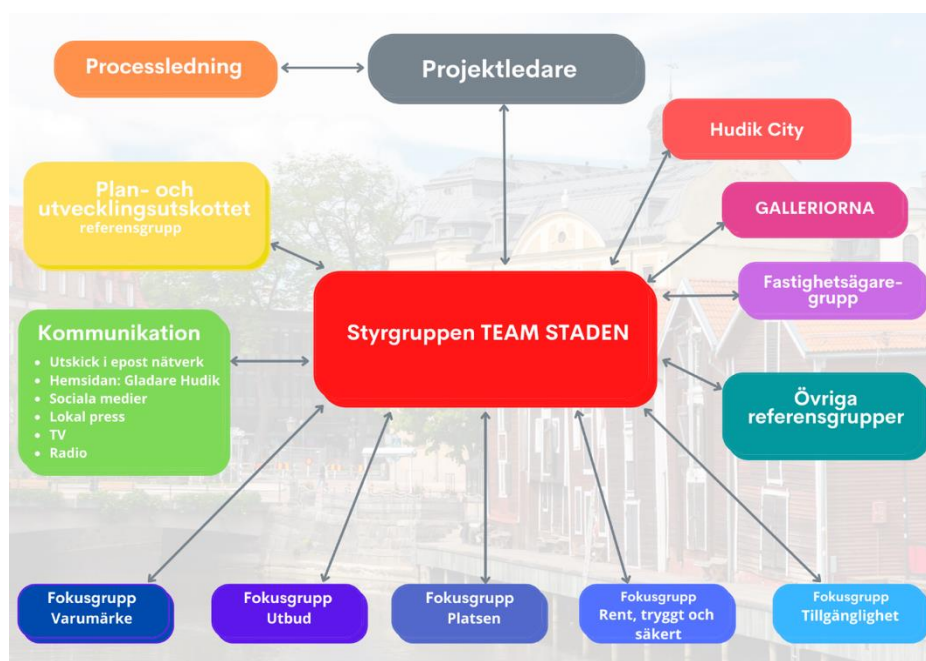 Processledning
Projektledare
Hudik City
Plan- och
utvecklingsutskottet
referensgrupp
GALLERIORNA
Fastighetsägare-
grupp
Styrgruppen TEAM STADEN
Kommunikation
• Utskick i epost nätverk
• Hemsidan: Gladare Hudik
• Sociala medier
• Lokal press
• TV
• Radio
Övriga
referensgrupper
Fokusgrupp
Varumärke
Fokusgrupp
Utbud
Fokusgrupp
Platsen
Fokusgrupp
Rent, tryggt och
säkert
Fokusgrupp
Tillgänglighet